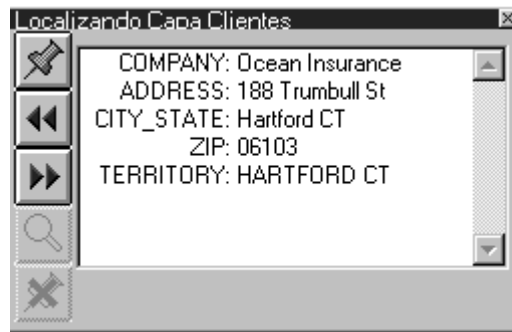 Localizando Capa Clientes
COMPANY: Ocean Insurance
ADDRESS: 188 Trumbull St
CITY_STATE: Hartford CT
ZIP: 06103
TERRITORY: HARTFORD CT